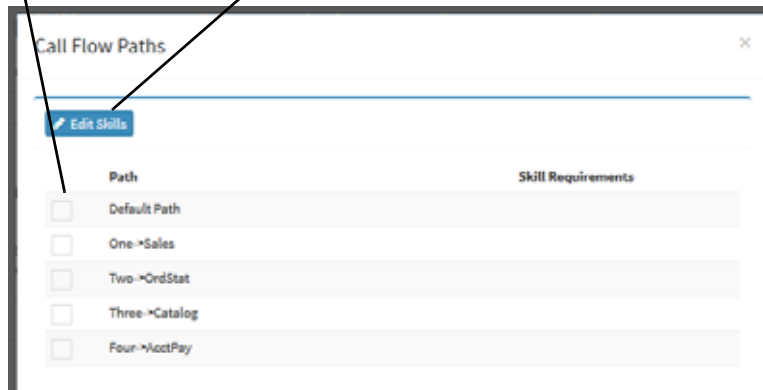 Call Flow Paths
×
Edit Skills
Path Skill Requirements
Default Path
One->Sales
Two->OrdStat
Three->Catalog
Four->AcctPay